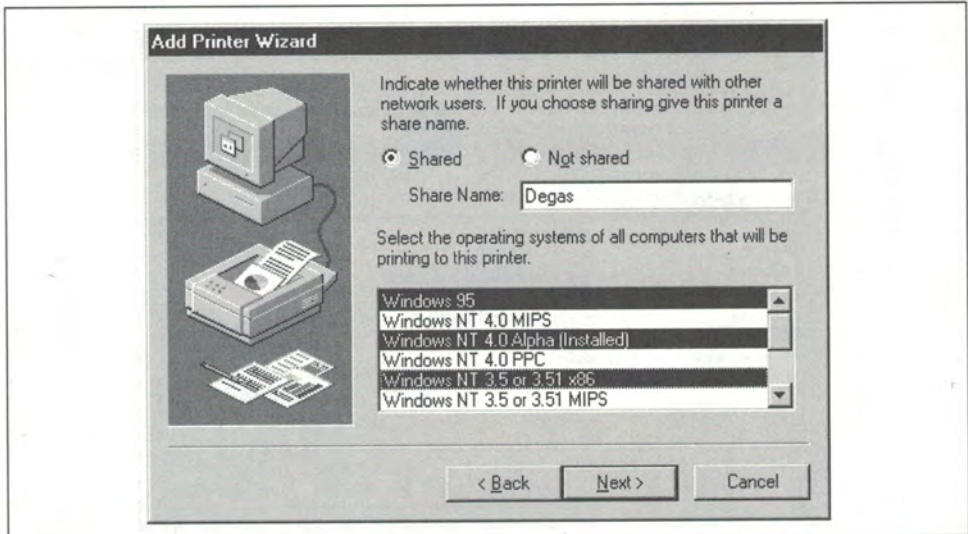 Add Printer Wizard
Indicate whether this printer will be shared with other
network users. If you choose sharing give this printer a
share name.
Shared Not shared
Share Name: Degas
Select the operating systems of all computers that will be
printing to this printer.
Windows 95
Windows NT 4.0 MIPS
Windows NT 4.0 Alpha (Installed)
Windows NT 4.0 PPC
Windows NT 3.5 or 3.51 x86
Windows NT 3.5 or 3.51 MIPS
< Back Next > Cancel